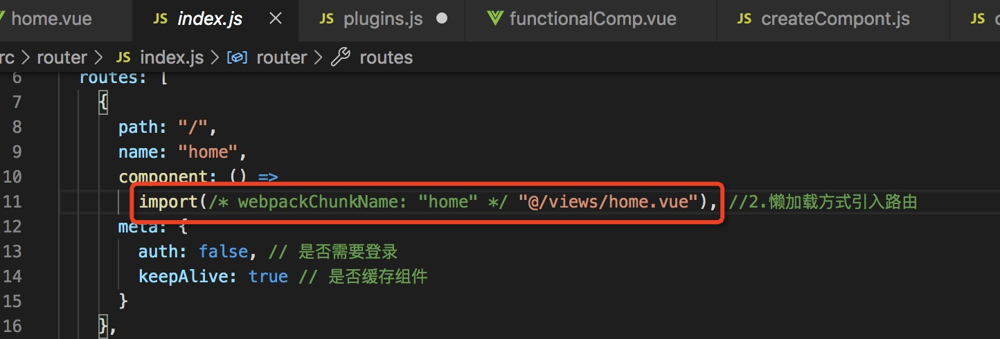 home.vue JS index.js plugins.js functionalComp.vue JS createCompont.js JS
rc > router > JS index.js > router > routes
6 routes: [
7 {
8 path: "/",
9 name: "home",
10 component: () =>
11 import(/* webpackChunkName: "home" */ "@/views/home.vue"), //2.懒加载方式引入路由
12 meta: {
13 auth: false, // 是否需要登录
14 keepAlive: true // 是否缓存组件
15 }
16 },